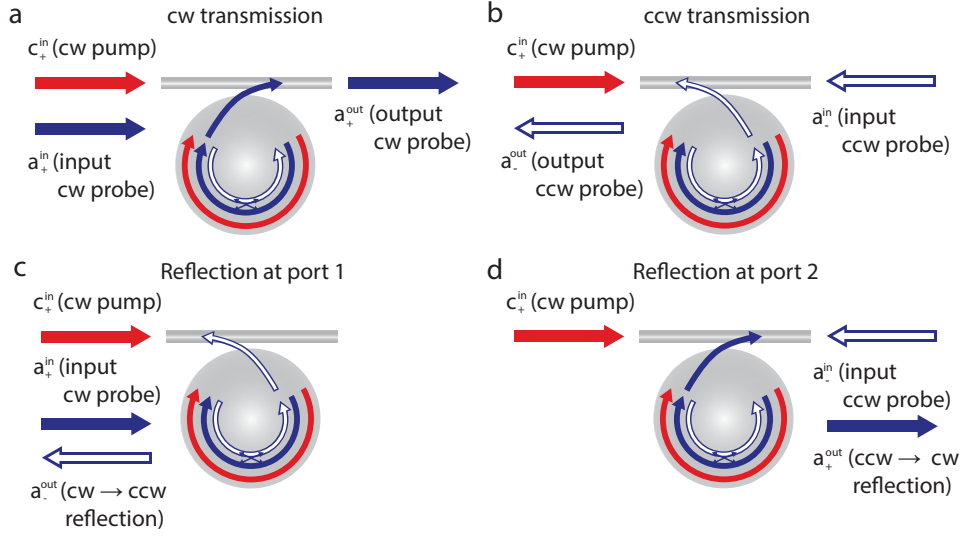 a
cw transmission
c₊ⁱⁿ (cw pump)
a₊ⁱⁿ (input
cw probe)
a₊ᵒᵘᵗ (output
cw probe)
b
ccw transmission
c₊ⁱⁿ (cw pump)
a₋ᵒᵘᵗ (output
ccw probe)
a₋ⁱⁿ (input
ccw probe)
c
Reflection at port 1
c₊ⁱⁿ (cw pump)
a₊ⁱⁿ (input
cw probe)
a₋ᵒᵘᵗ (cw → ccw
reflection)
d
Reflection at port 2
c₊ⁱⁿ (cw pump)
a₋ⁱⁿ (input
ccw probe)
a₊ᵒᵘᵗ (ccw → cw
reflection)